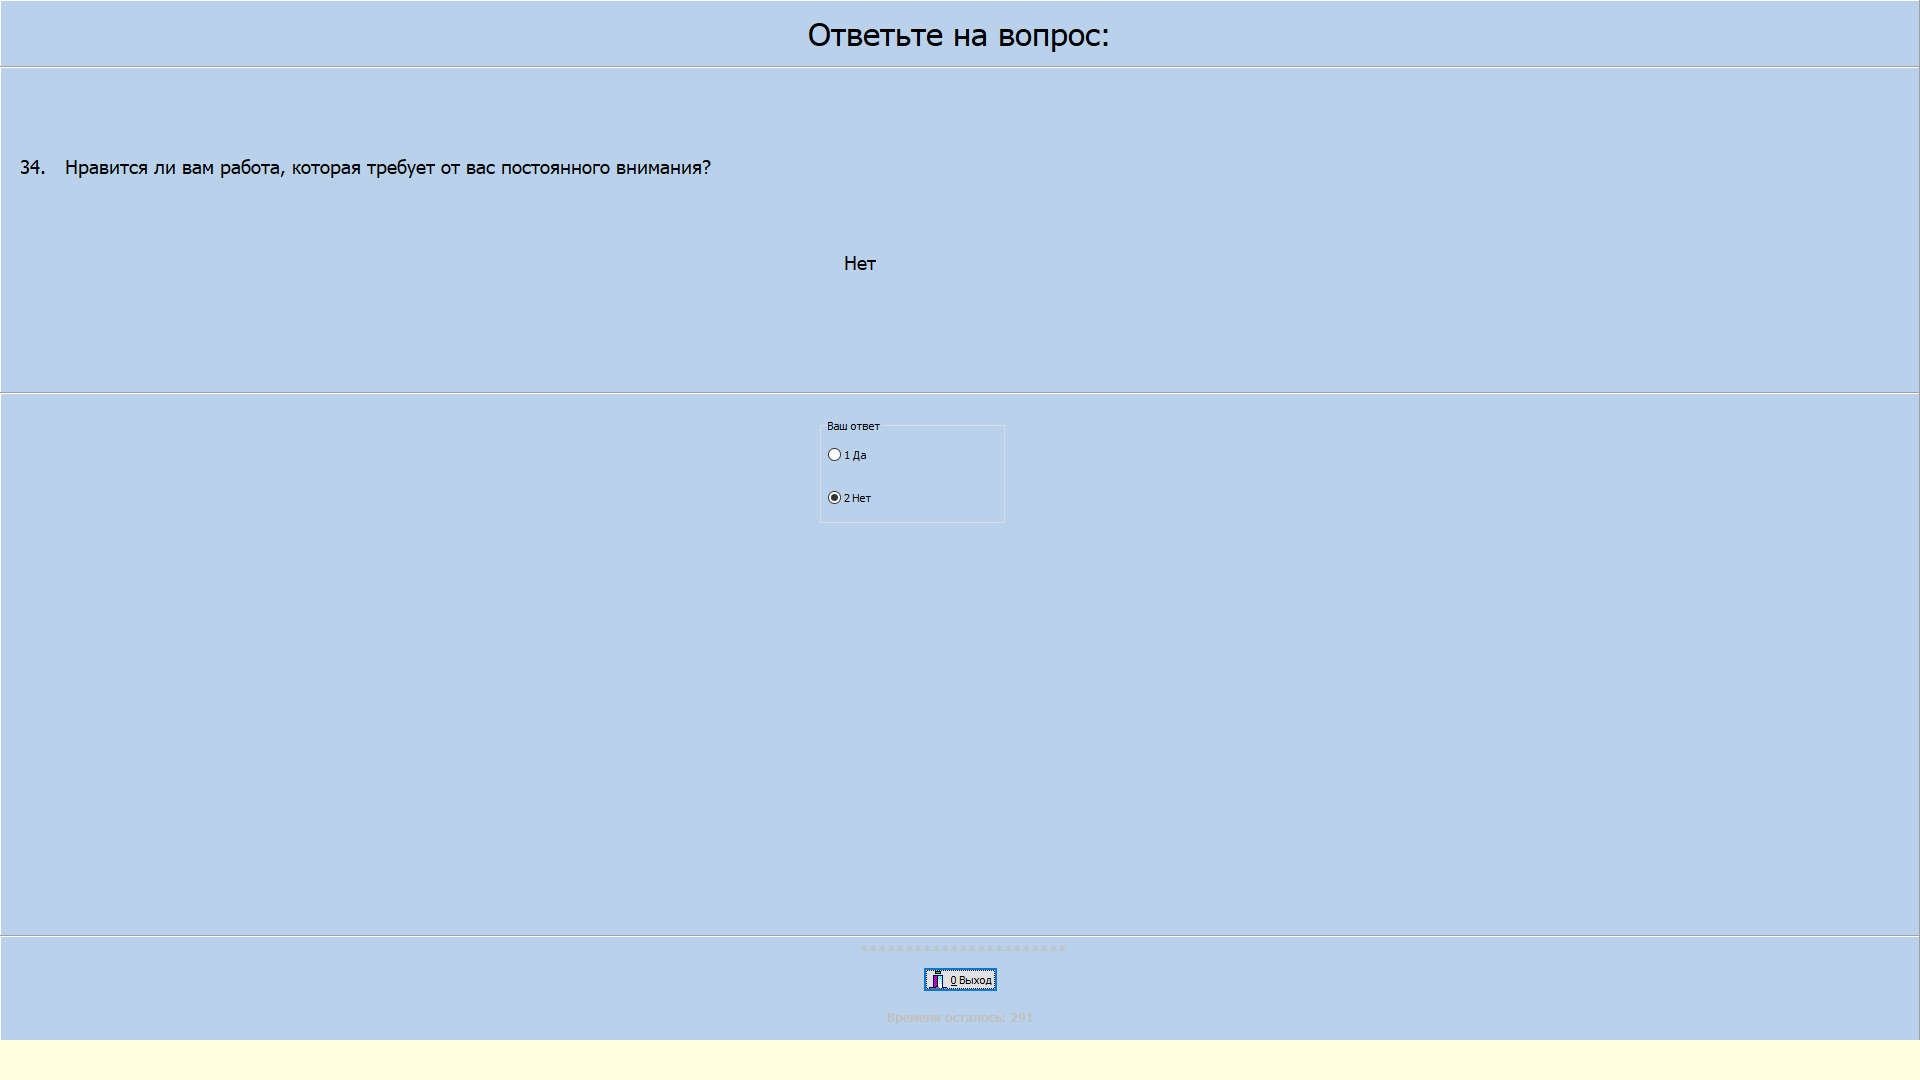 Ответьте на вопрос:
34. Нравится ли вам работа, которая требует от вас постоянного внимания?
Нет
Ваш ответ
1 Да
2 Нет
***********************
0 Выход
Времени осталось: 291